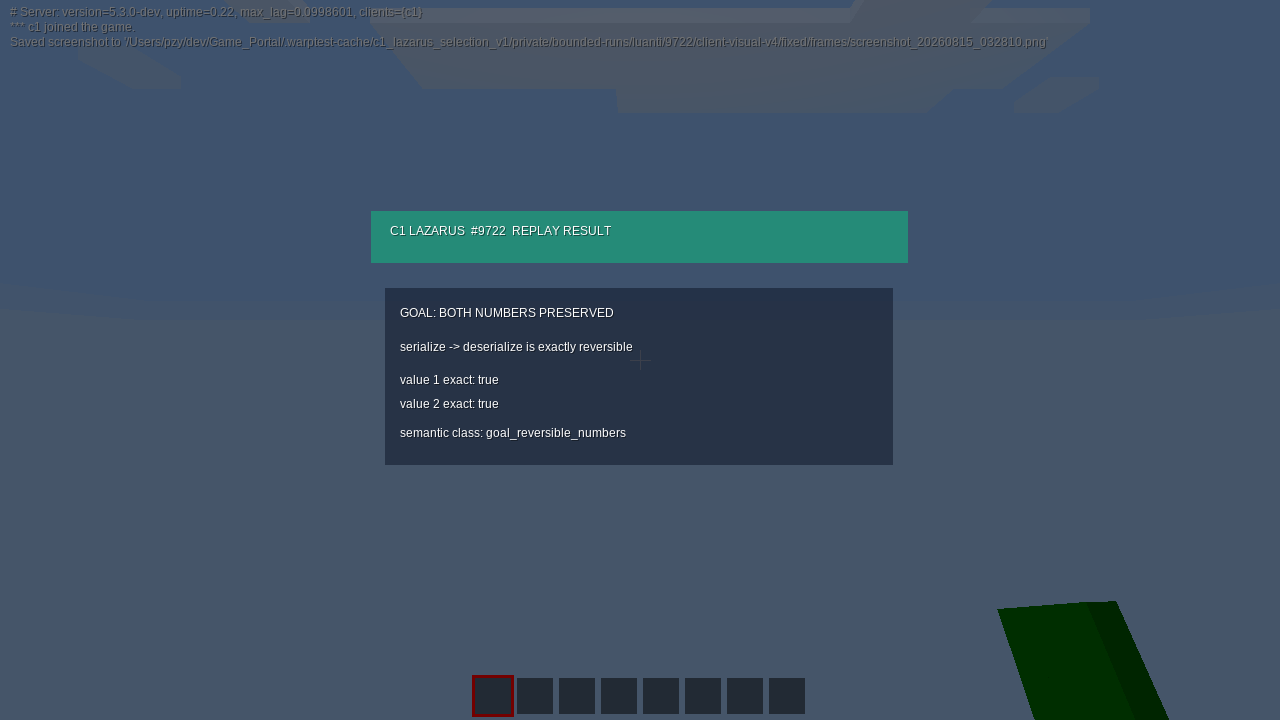 # Server: version=5.3.0-dev, uptime=0.22, max_lag=0.0998601, clients={c1}
*** c1 joined the game.
Saved screenshot to '/Users/pzy/dev/Game_Portal/.warptest-cache/c1_lazarus_selection_v1/private/bounded-runs/luanti/9722/client-visual-v4/fixed/frames/screenshot_20260815_032810.png'
C1 LAZARUS #9722 REPLAY RESULT
GOAL: BOTH NUMBERS PRESERVED
serialize -> deserialize is exactly reversible
value 1 exact: true
value 2 exact: true
semantic class: goal_reversible_numbers